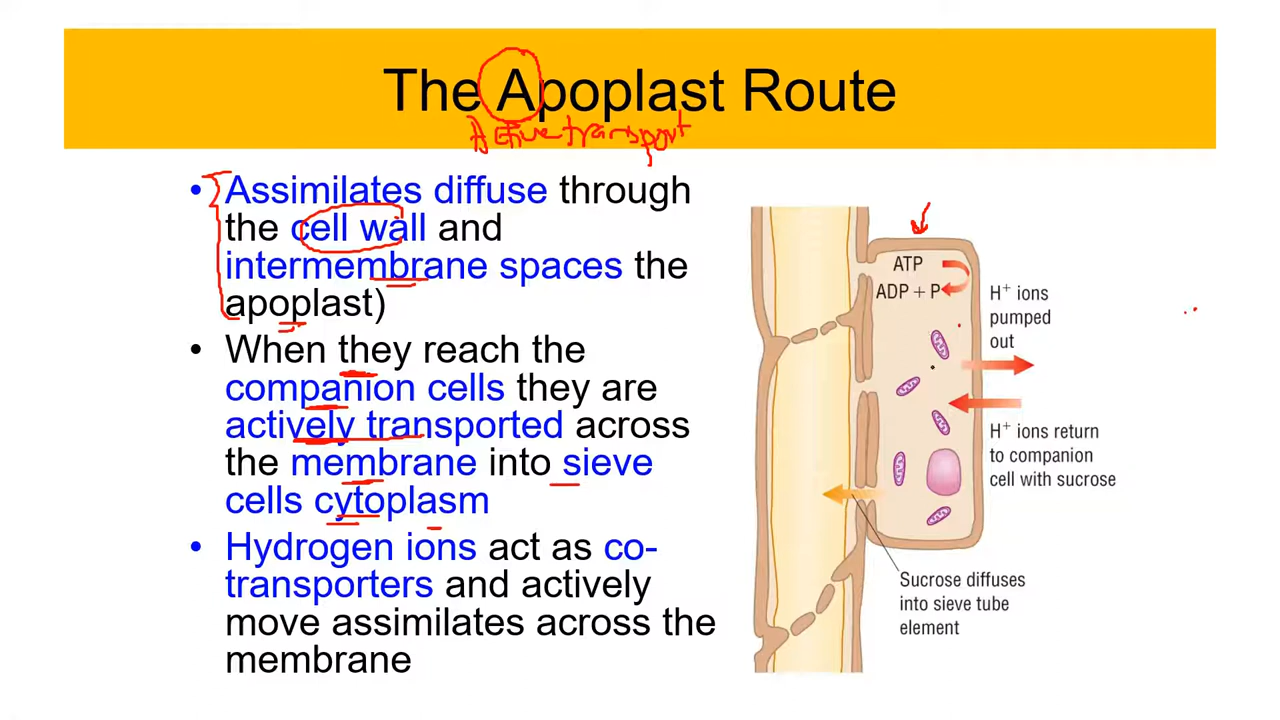 The Apoplast Route
Active transport
• Assimilates diffuse through
the cell wall and
intermembrane spaces the
apoplast)
• When they reach the
companion cells they are
actively transported across
the membrane into sieve
cells cytoplasm
• Hydrogen ions act as co-
transporters and actively
move assimilates across the
membrane
ATP
ADP + P
H⁺ ions
pumped
out
H⁺ ions return
to companion
cell with sucrose
Sucrose diffuses
into sieve tube
element